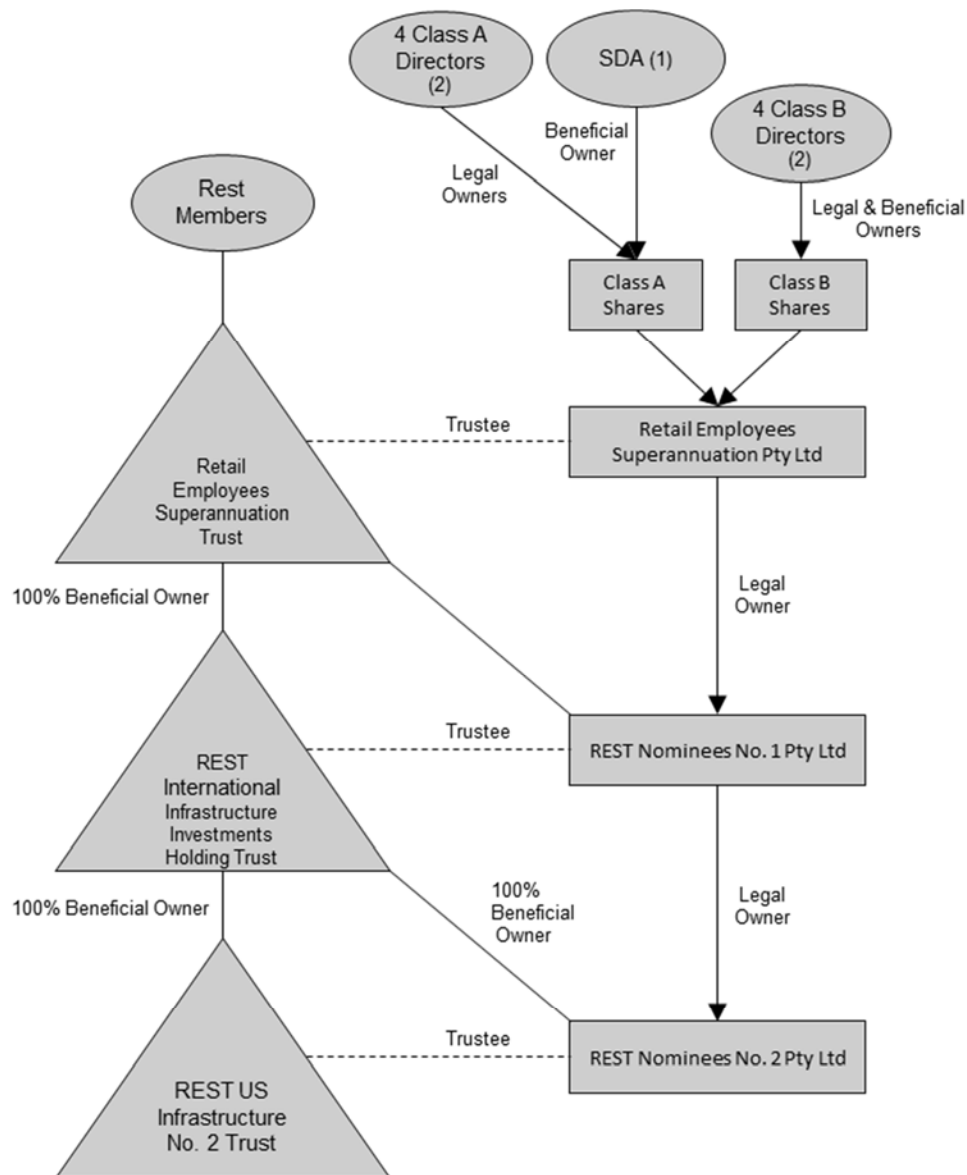 4 Class A
Directors
(2)
SDA (1)
4 Class B
Directors
(2)
Beneficial
Owner
Legal
Owners
Legal & Beneficial
Owners
Rest
Members
Class A
Shares
Class B
Shares
Trustee
Retail Employees
Superannuation Pty Ltd
Retail
Employees
Superannuation
Trust
100% Beneficial Owner
Legal
Owner
Trustee
REST Nominees No. 1 Pty Ltd
REST
International
Infrastructure
Investments
Holding Trust
100% Beneficial Owner
100%
Beneficial
Owner
Legal
Owner
Trustee
REST Nominees No. 2 Pty Ltd
REST US
Infrastructure
No. 2 Trust